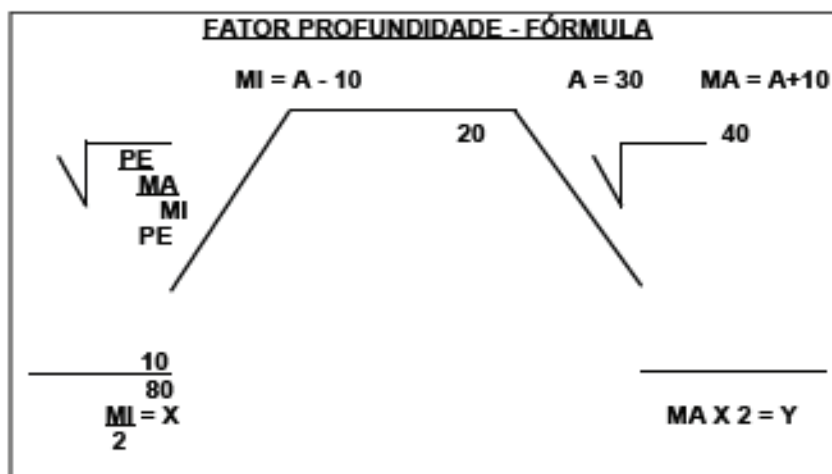 FATOR PROFUNDIDADE - FÓRMULA
MI = A - 10 A = 30 MA = A+10
20 40
PE
MA
MI
PE
10
80
MI = X MA X 2 = Y
2